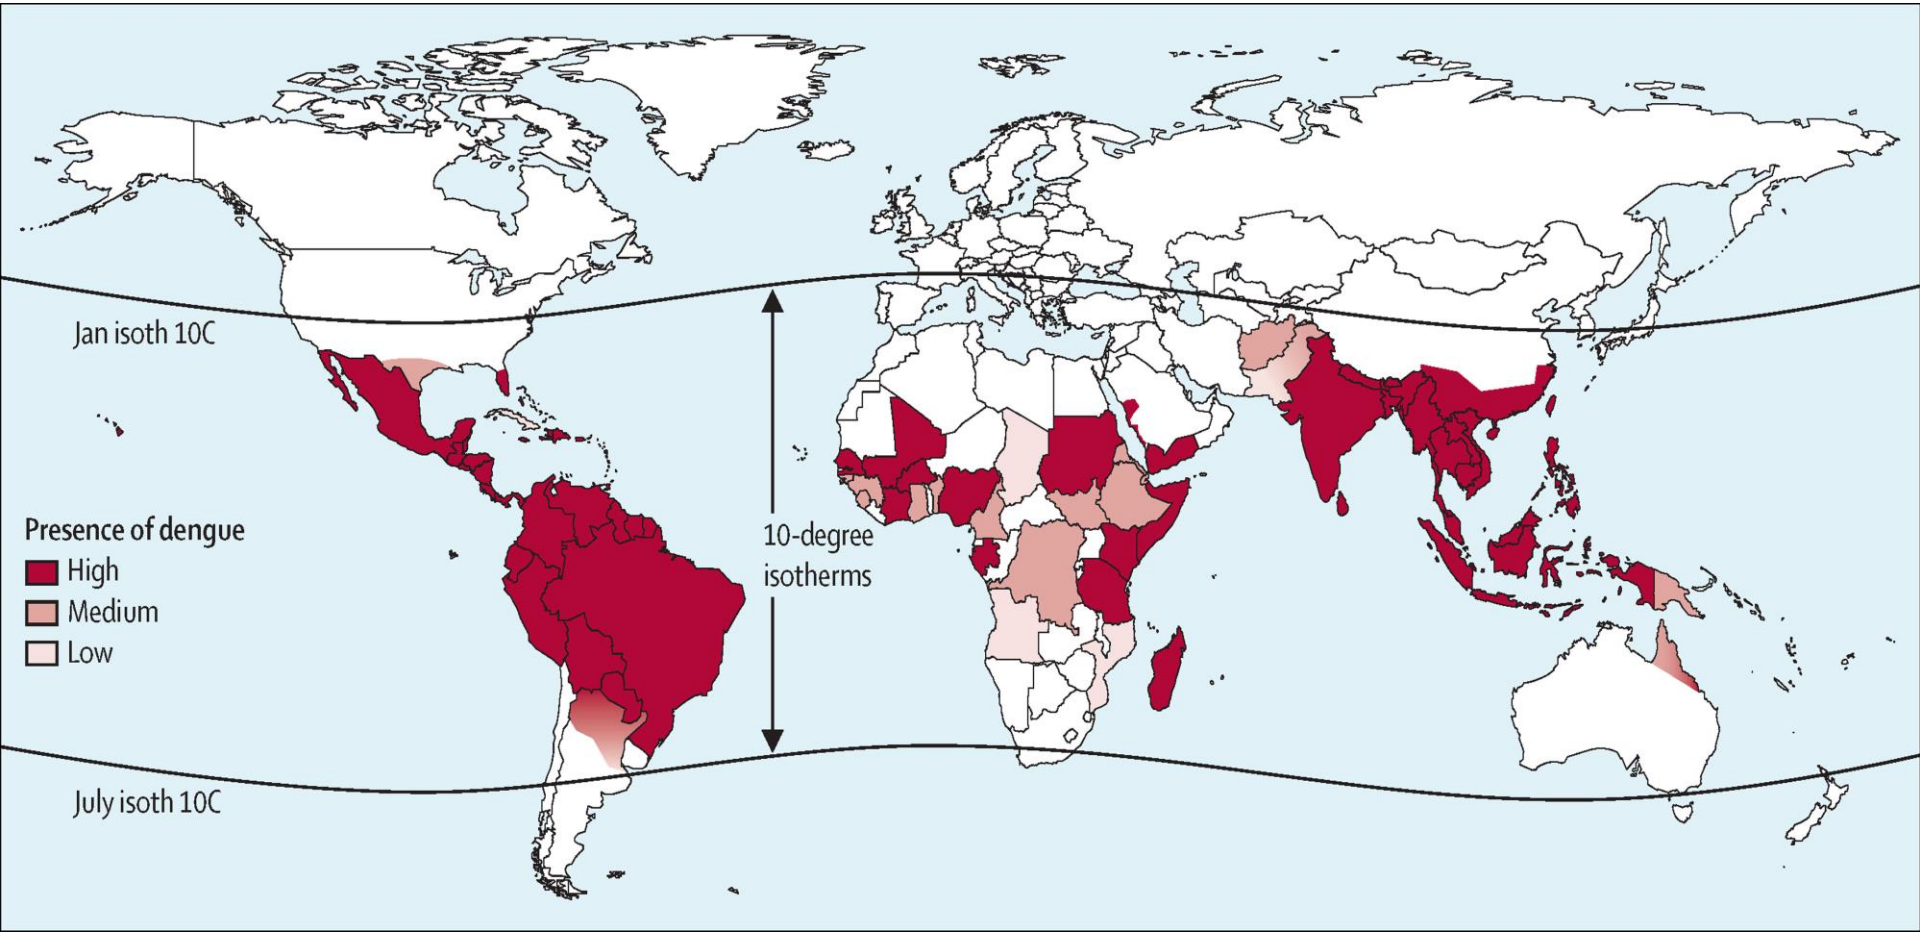 Jan isoth 10C
Presence of dengue
High
Medium
Low
10-degree
isotherms
July isoth 10C